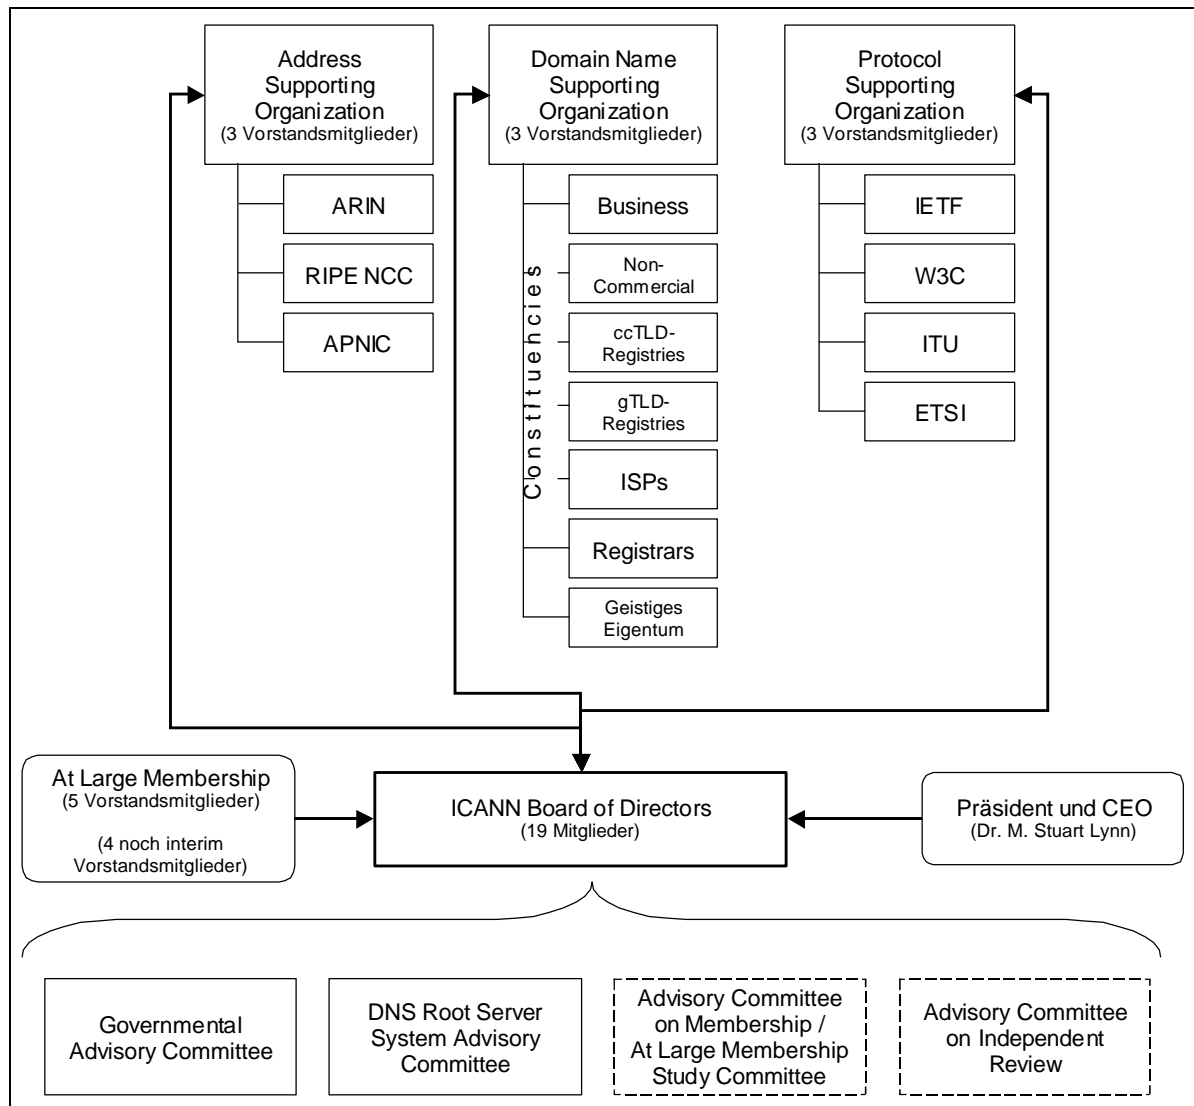 Address
Supporting
Organization
(3 Vorstandsmitglieder)
ARIN
RIPE NCC
APNIC
Domain Name
Supporting
Organization
(3 Vorstandsmitglieder)
Constituencies
Business
Non-
Commercial
ccTLD-
Registries
gTLD-
Registries
ISPs
Registrars
Geistiges
Eigentum
Protocol
Supporting
Organization
(3 Vorstandsmitglieder)
IETF
W3C
ITU
ETSI
At Large Membership
(5 Vorstandsmitglieder)
(4 noch interim
Vorstandsmitglieder)
ICANN Board of Directors
(19 Mitglieder)
Präsident und CEO
(Dr. M. Stuart Lynn)
Governmental
Advisory Committee
DNS Root Server
System Advisory
Committee
Advisory Committee
on Membership /
At Large Membership
Study Committee
Advisory Committee
on Independent
Review